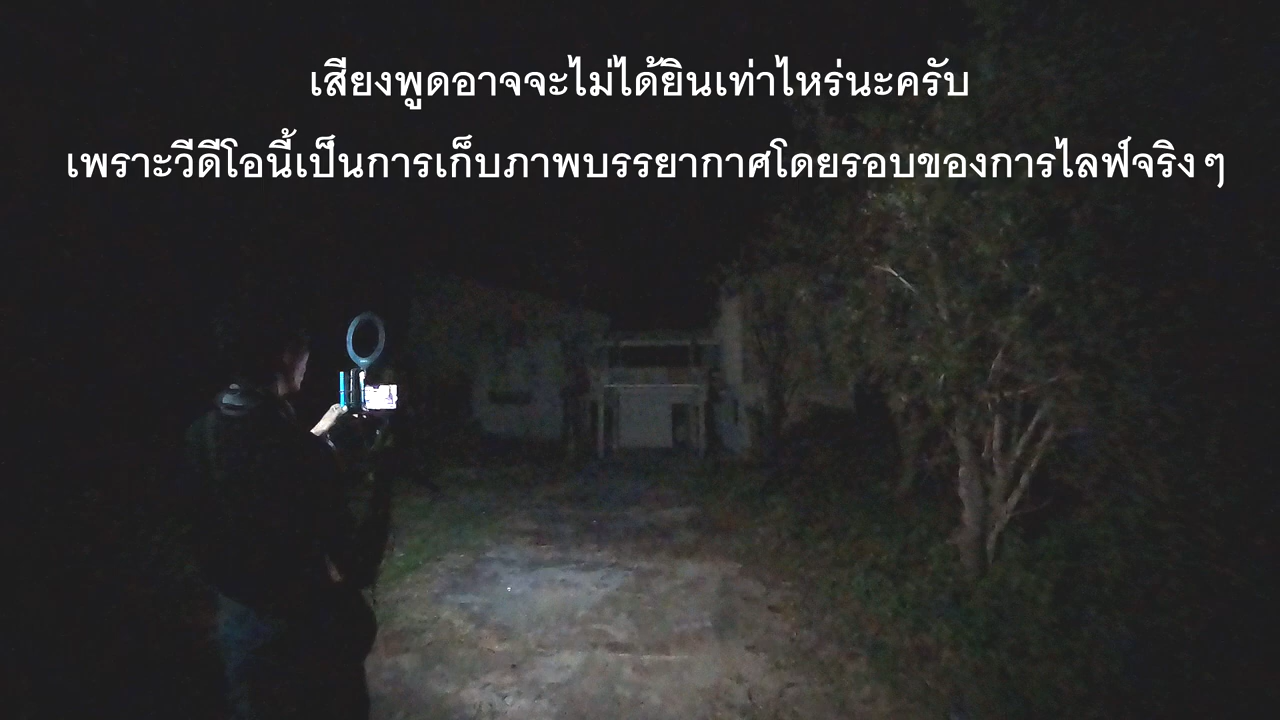 เสียงพูดอาจจะไม่ได้ยินเท่าไหร่นะครับ
เพราะวีดีโอนี้เป็นการเก็บภาพบรรยากาศโดยรอบของการไลฟ์จริงๆ